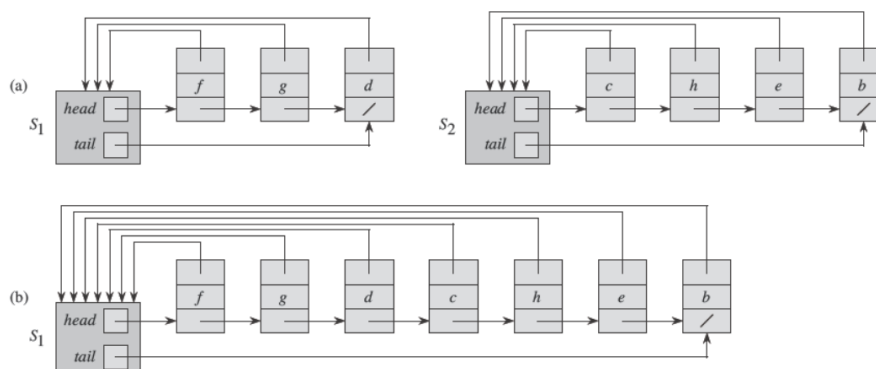 (a)
f g d
head
S1
tail
c h e b
head
S2
tail
(b)
f g d c h e b
head
S1
tail